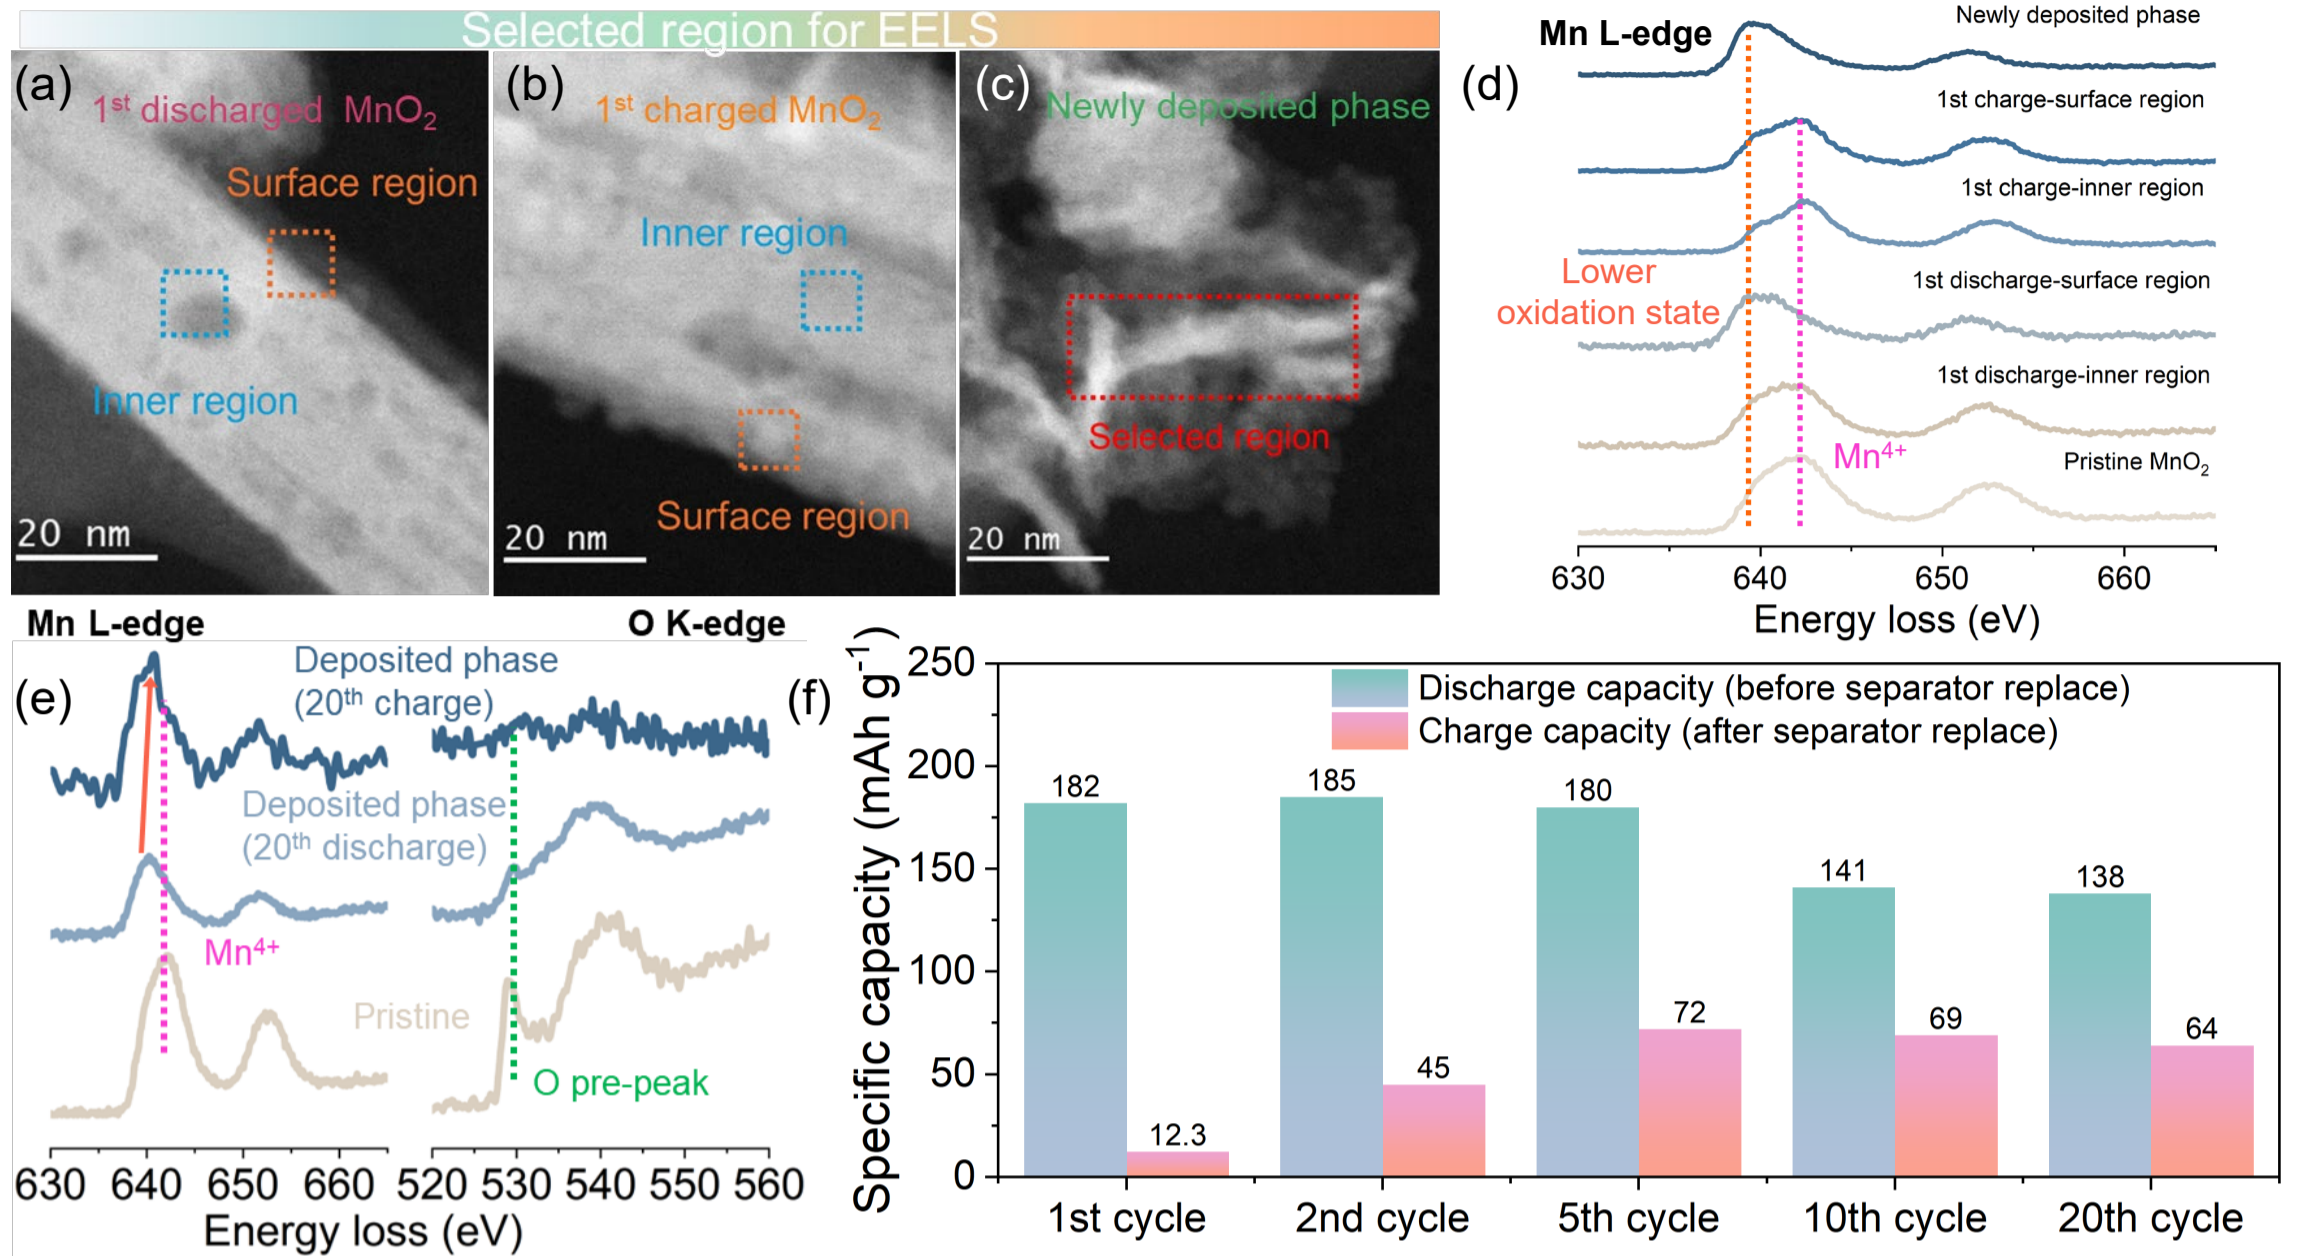 Selected region for EELS
(a)
1st discharged MnO2
Surface region
Inner region
20 nm
(b)
1st charged MnO2
Inner region
Surface region
20 nm
(c)
Newly deposited phase
Selected region
20 nm
(d)
Mn L-edge
Newly deposited phase
1st charge-surface region
1st charge-inner region
Lower
oxidation state
1st discharge-surface region
1st discharge-inner region
Mn4+
Pristine MnO2
630 640 650 660
Energy loss (eV)
(e)
Mn L-edge
O K-edge
Deposited phase
(20th charge)
Deposited phase
(20th discharge)
Mn4+
Pristine
O pre-peak
630 640 650 660 520 530 540 550 560
Energy loss (eV)
(f)
Specific capacity (mAh g-1)
250
200
150
100
50
0
Discharge capacity (before separator replace)
Charge capacity (after separator replace)
182
12.3
185
45
180
72
141
69
138
64
1st cycle 2nd cycle 5th cycle 10th cycle 20th cycle